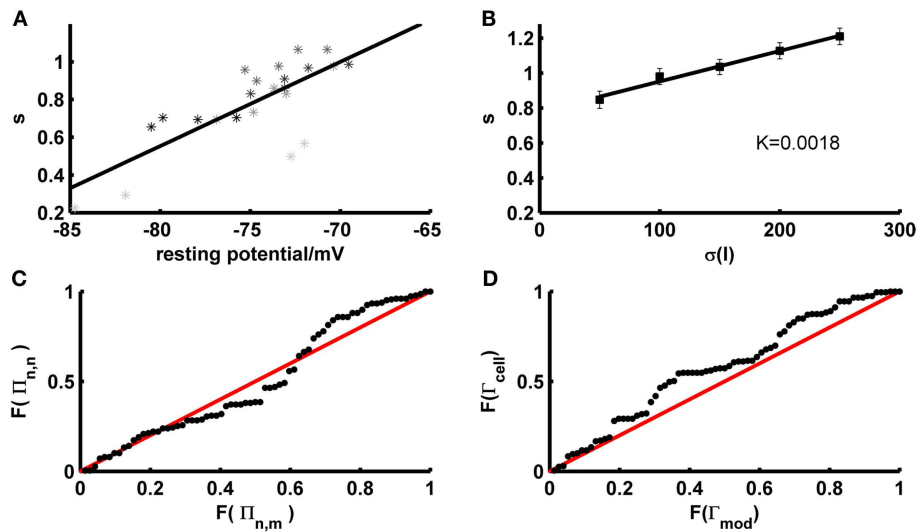 A
s
1
0.8
0.6
0.4
0.2
-85 -80 -75 -70 -65
resting potential/mV
B
s
1.2
1
0.8
0.6
0.4
0.2
K=0.0018
0 100 200 300
σ(I)
C
F( Π n,n )
1
0.5
0
0 0.2 0.4 0.6 0.8 1
F( Π n,m )
D
F(Γ cell )
1
0.5
0
0 0.2 0.4 0.6 0.8 1
F(Γ mod )